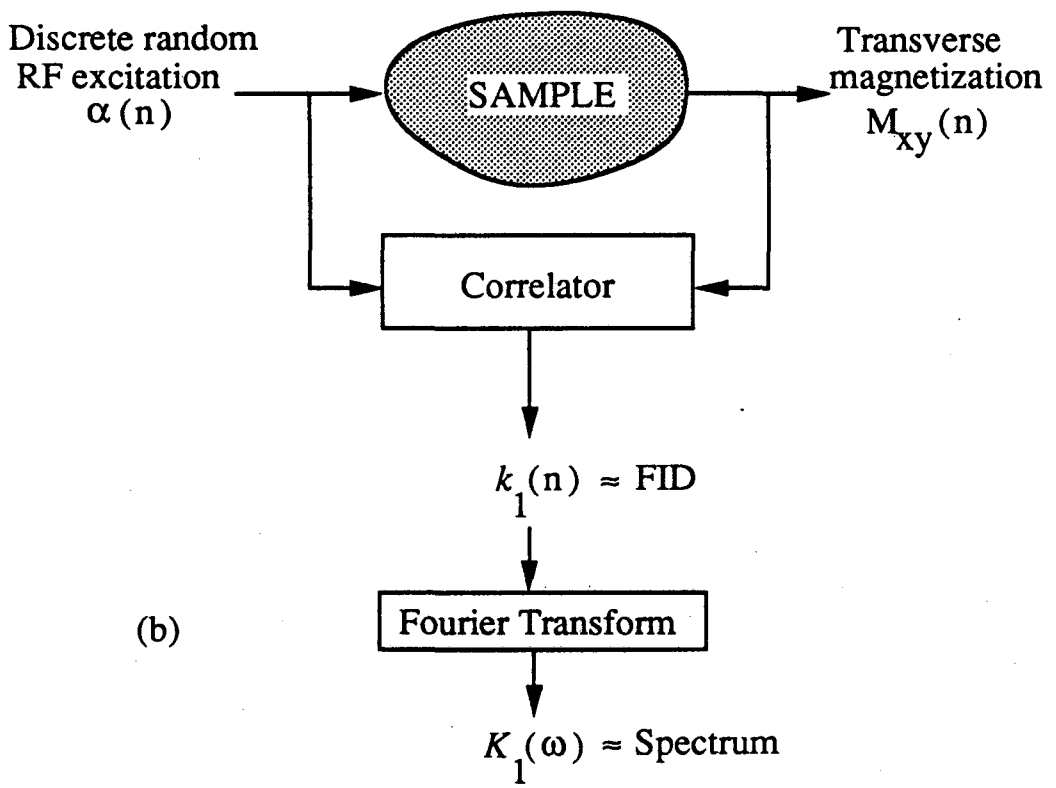 Discrete random
RF excitation
α(n)
SAMPLE
Transverse
magnetization
Mxy(n)
Correlator
k1(n) ≈ FID
(b)
Fourier Transform
K1(ω) ≈ Spectrum